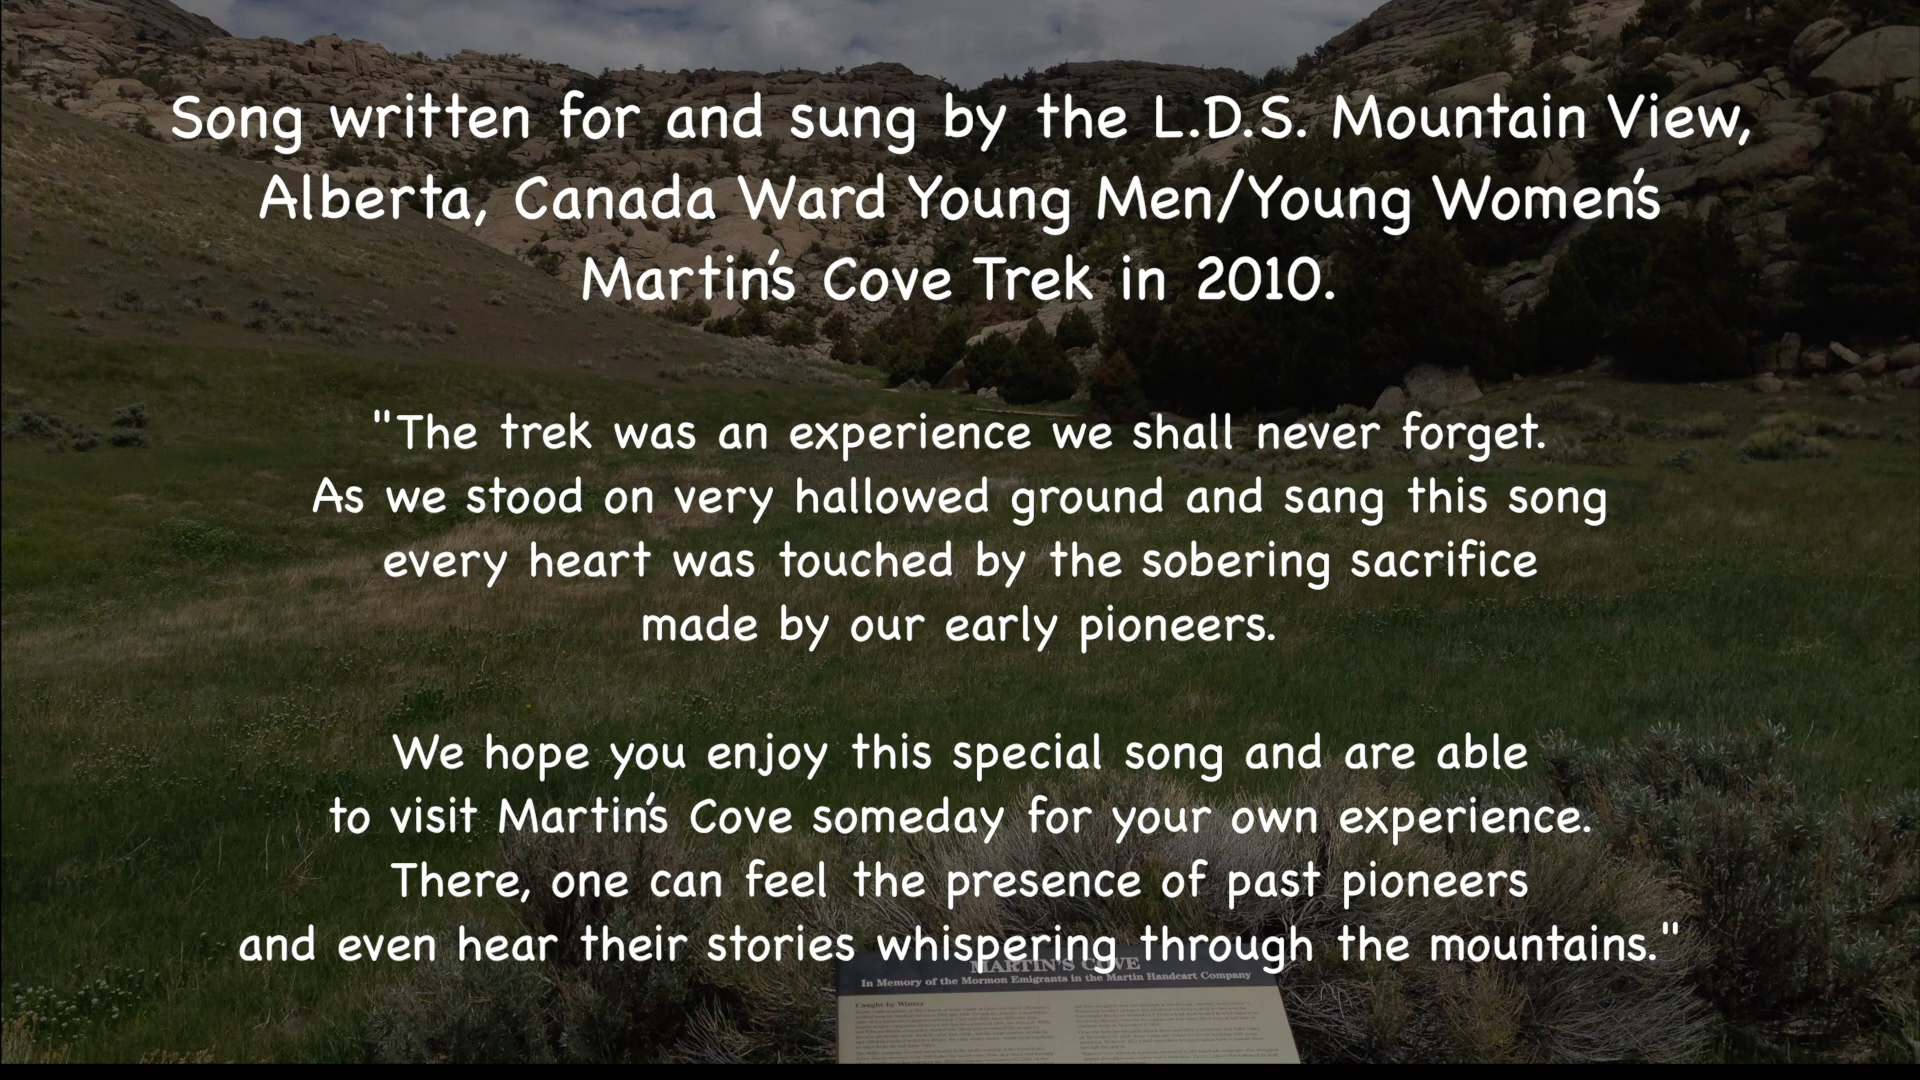 Song written for and sung by the L.D.S. Mountain View,
Alberta, Canada Ward Young Men/Young Women's
Martin's Cove Trek in 2010.
"The trek was an experience we shall never forget.
As we stood on very hallowed ground and sang this song
every heart was touched by the sobering sacrifice
made by our early pioneers.
We hope you enjoy this special song and are able
to visit Martin's Cove someday for your own experience.
There, one can feel the presence of past pioneers
and even hear their stories whispering through the mountains."
MARTIN'S COVE
In Memory of the Mormon Emigrants in the Martin Handcart Company
Caught by Winter